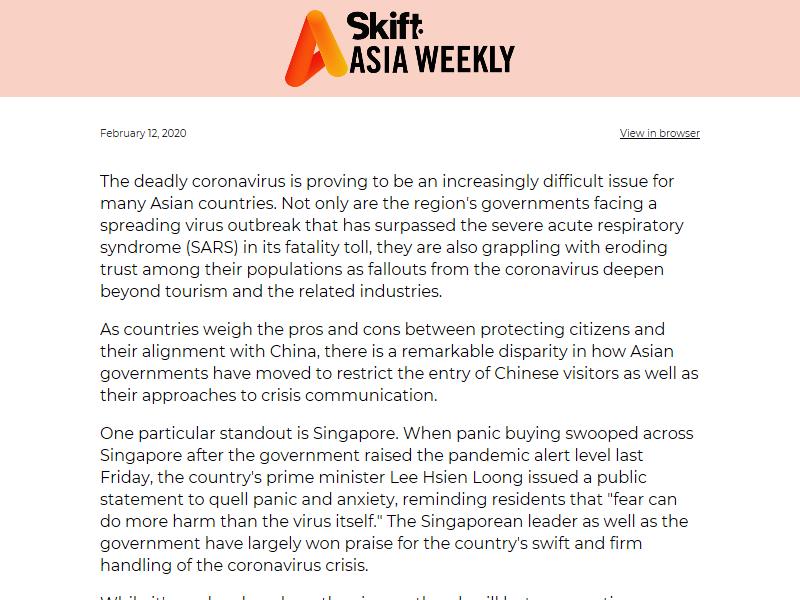 Skift
ASIA WEEKLY
February 12, 2020
View in browser
The deadly coronavirus is proving to be an increasingly difficult issue for
many Asian countries. Not only are the region's governments facing a
spreading virus outbreak that has surpassed the severe acute respiratory
syndrome (SARS) in its fatality toll, they are also grappling with eroding
trust among their populations as fallouts from the coronavirus deepen
beyond tourism and the related industries.
As countries weigh the pros and cons between protecting citizens and
their alignment with China, there is a remarkable disparity in how Asian
governments have moved to restrict the entry of Chinese visitors as well as
their approaches to crisis communication.
One particular standout is Singapore. When panic buying swooped across
Singapore after the government raised the pandemic alert level last
Friday, the country's prime minister Lee Hsien Loong issued a public
statement to quell panic and anxiety, reminding residents that "fear can
do more harm than the virus itself." The Singaporean leader as well as the
government have largely won praise for the country's swift and firm
handling of the coronavirus crisis.